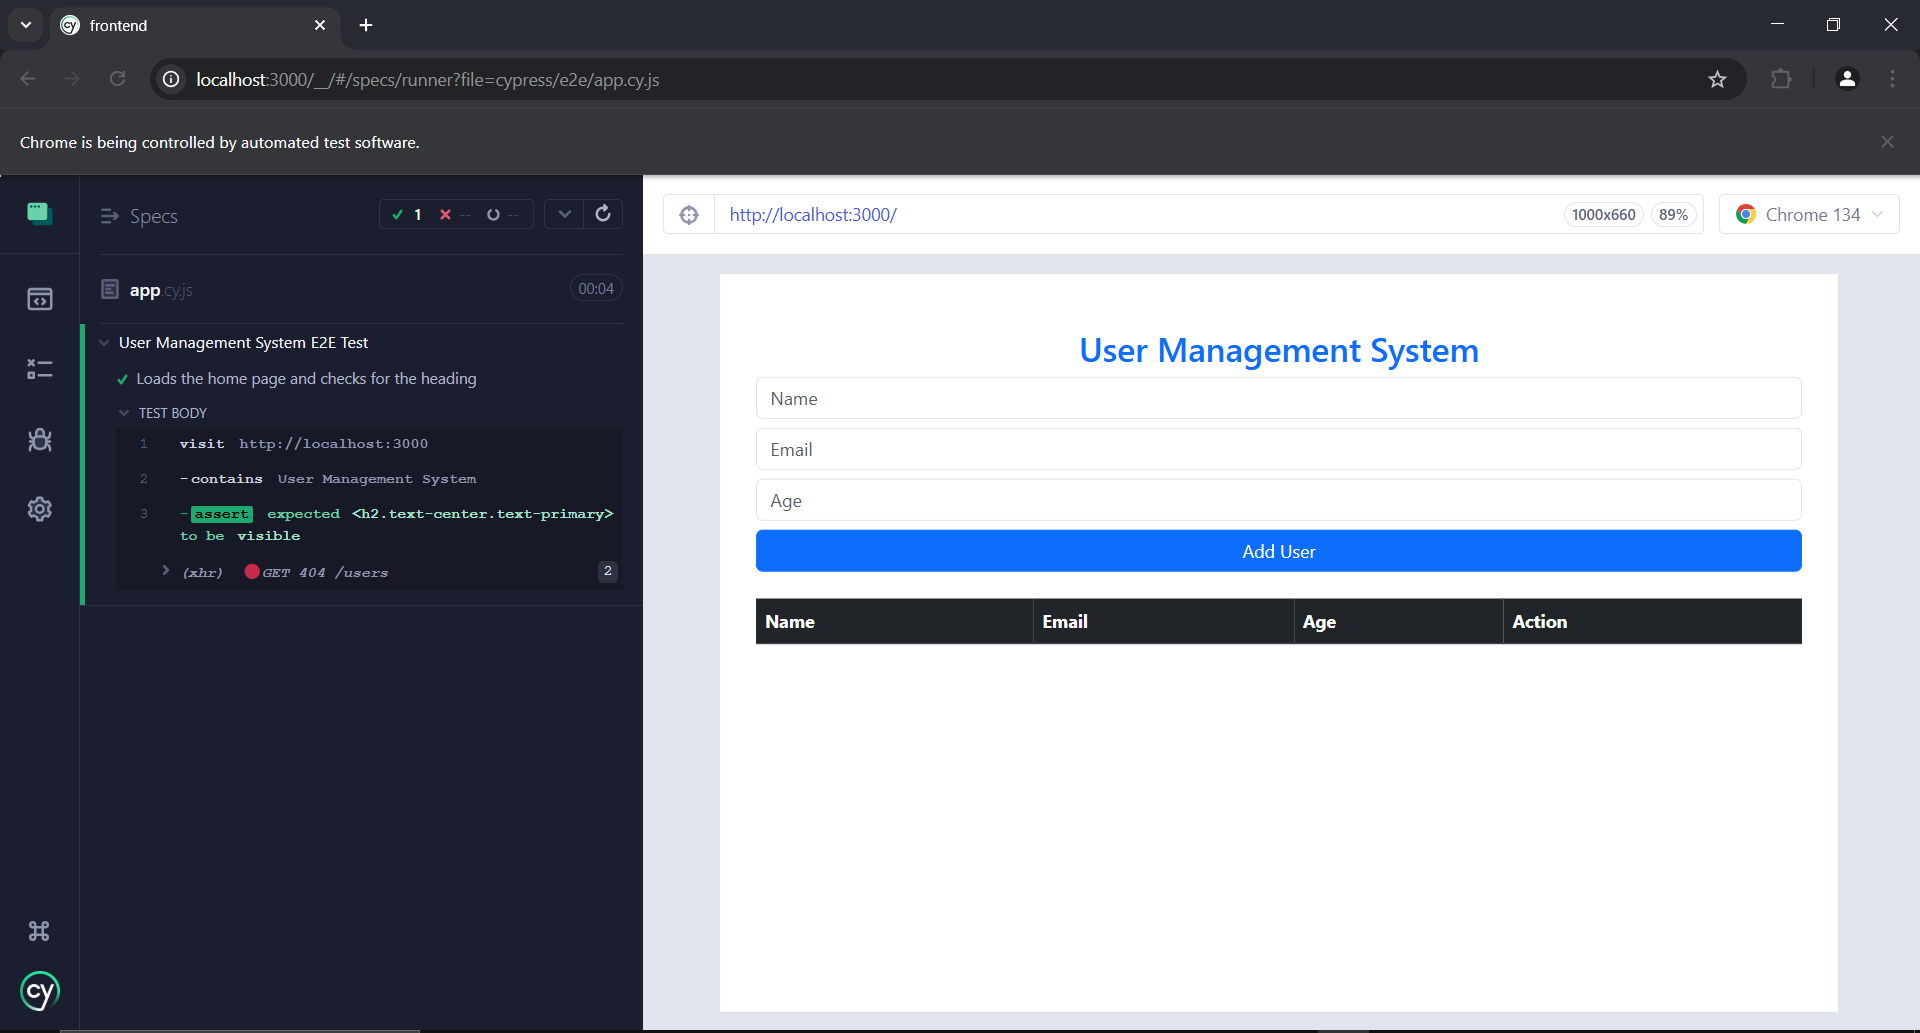 frontend
localhost:3000/__/#/specs/runner?file=cypress/e2e/app.cy.js
Chrome is being controlled by automated test software.
Specs
1 -- --
app.cy.js 00:04
User Management System E2E Test
Loads the home page and checks for the heading
TEST BODY
1 visit http://localhost:3000
2 -contains User Management System
3 -assert expected <h2.text-center.text-primary>
to be visible
(xhr) GET 404 /users 2
cy
http://localhost:3000/ 1000x660 89% Chrome 134
User Management System
Name
Email
Age
Add User
Name Email Age Action